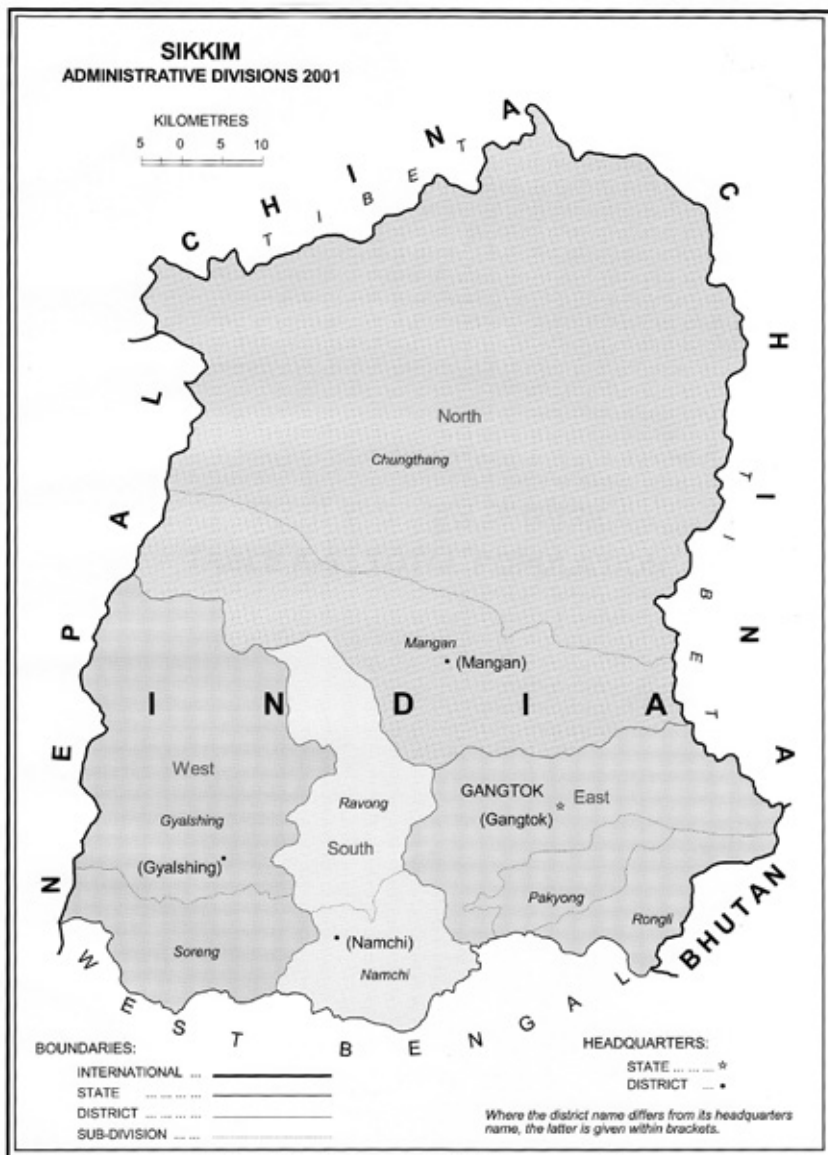 SIKKIM
ADMINISTRATIVE DIVISIONS 2001
KILOMETRES
5 0 5 10
CHINA
TIBET
CHINA
TIBET
NEPAL
North
Chungthang
Mangan
(Mangan)
INDIA
West
Gyalshing
(Gyalshing)
Soreng
Ravong
South
(Namchi)
Namchi
GANGTOK
(Gangtok)
East
Pakyong
Rongli
BHUTAN
WEST BENGAL
BOUNDARIES:
INTERNATIONAL ...
STATE ... ... ... ...
DISTRICT ... ... ... ...
SUB-DIVISION ... ...
HEADQUARTERS:
STATE ... ... ... ☆
DISTRICT ... •
Where the district name differs from its headquarters
name, the latter is given within brackets.